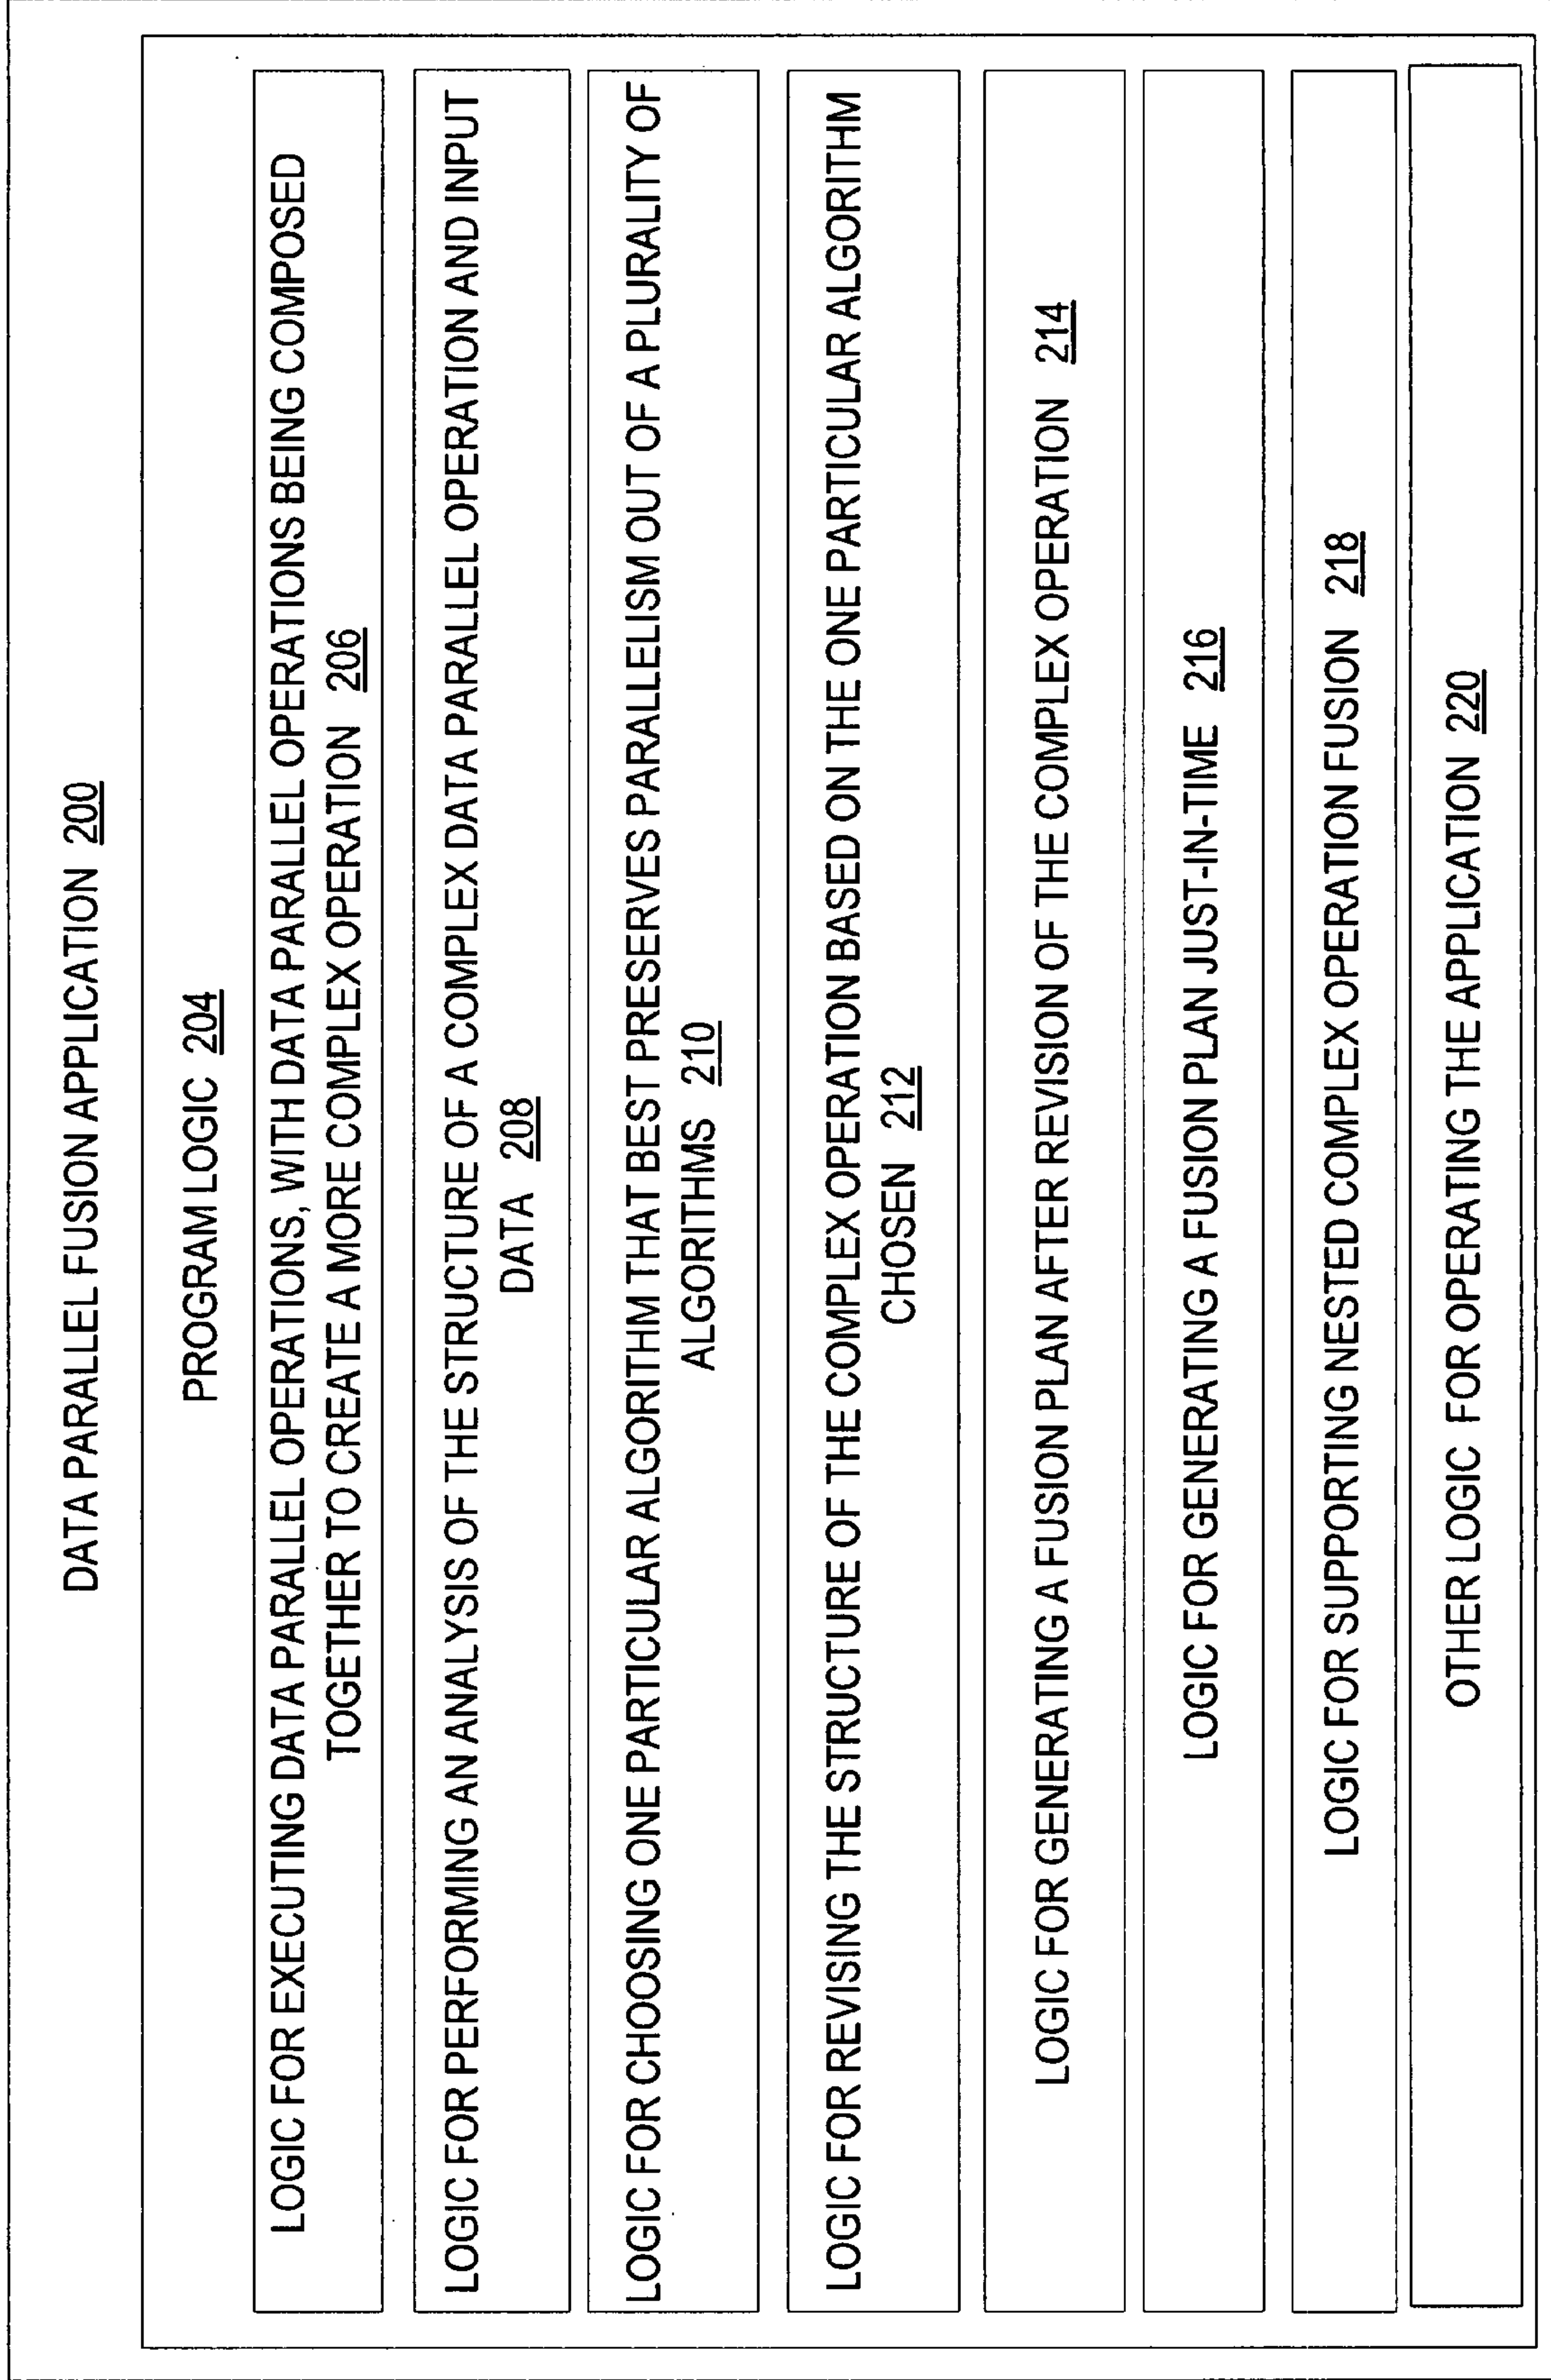 DATA PARALLEL FUSION APPLICATION 200
PROGRAM LOGIC 204
LOGIC FOR EXECUTING DATA PARALLEL OPERATIONS, WITH DATA PARALLEL OPERATIONS BEING COMPOSED
TOGETHER TO CREATE A MORE COMPLEX OPERATION 206
LOGIC FOR PERFORMING AN ANALYSIS OF THE STRUCTURE OF A COMPLEX DATA PARALLEL OPERATION AND INPUT
DATA 208
LOGIC FOR CHOOSING ONE PARTICULAR ALGORITHM THAT BEST PRESERVES PARALLELISM OUT OF A PLURALITY OF
ALGORITHMS 210
LOGIC FOR REVISING THE STRUCTURE OF THE COMPLEX OPERATION BASED ON THE ONE PARTICULAR ALGORITHM
CHOSEN 212
LOGIC FOR GENERATING A FUSION PLAN AFTER REVISION OF THE COMPLEX OPERATION 214
LOGIC FOR GENERATING A FUSION PLAN JUST-IN-TIME 216
LOGIC FOR SUPPORTING NESTED COMPLEX OPERATION FUSION 218
OTHER LOGIC FOR OPERATING THE APPLICATION 220